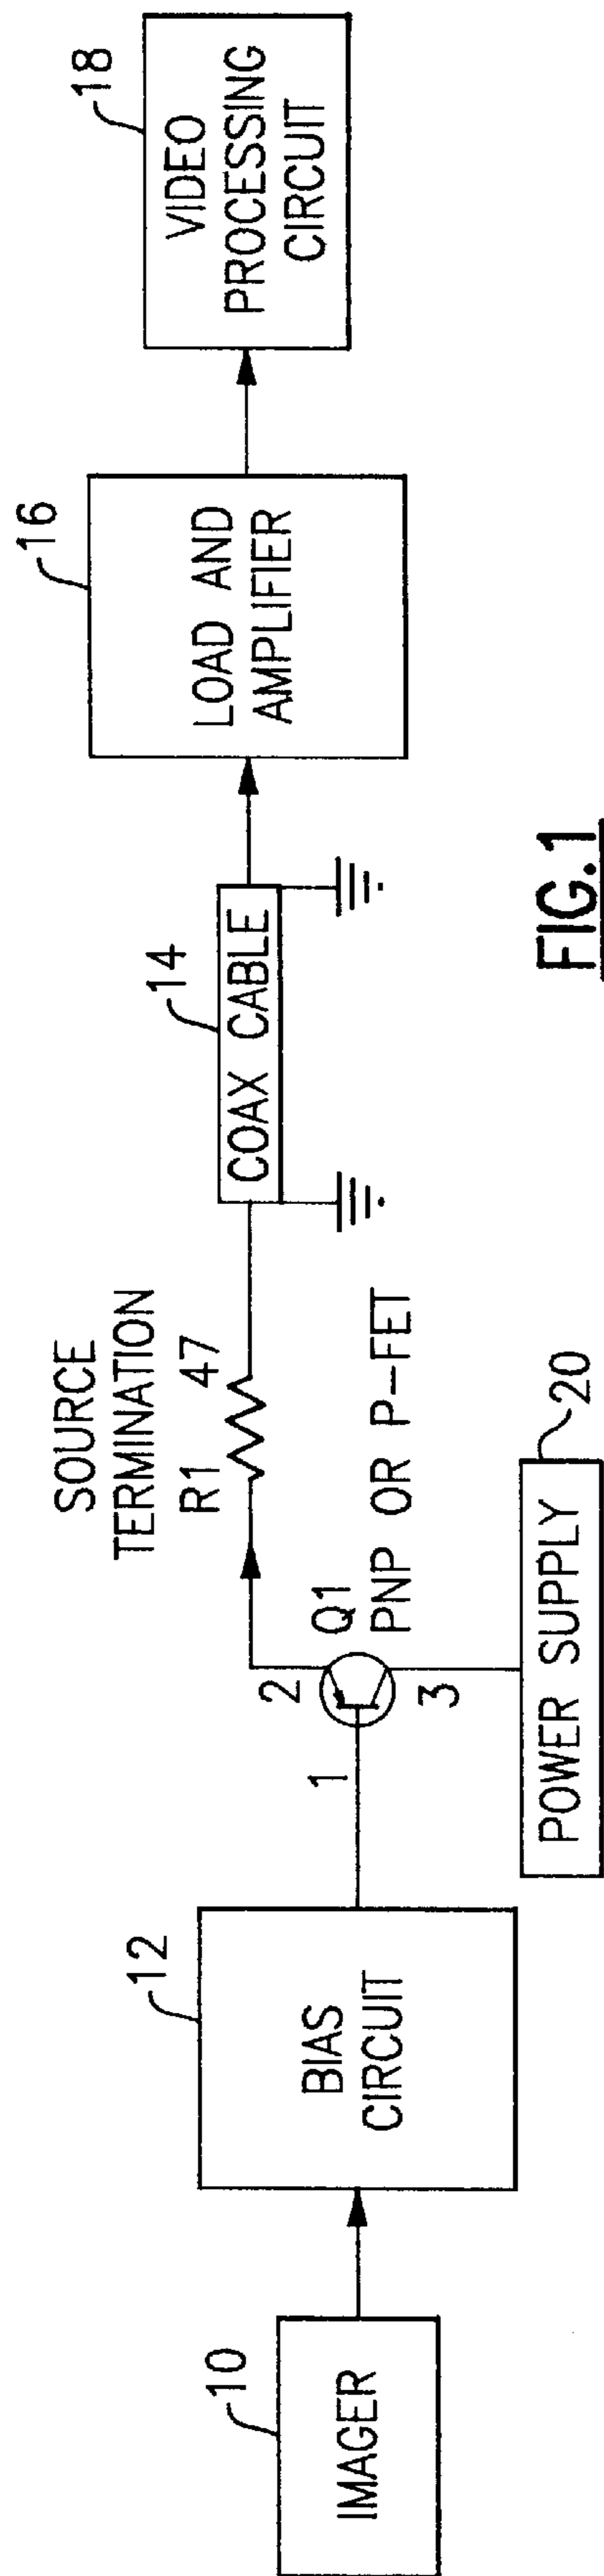 10
IMAGER
12
BIAS
CIRCUIT
1
2
3
Q1
PNP OR P-FET
POWER SUPPLY
20
SOURCE
TERMINATION
R1 47
14
COAX CABLE
16
LOAD AND
AMPLIFIER
18
VIDEO
PROCESSING
CIRCUIT
FIG.1